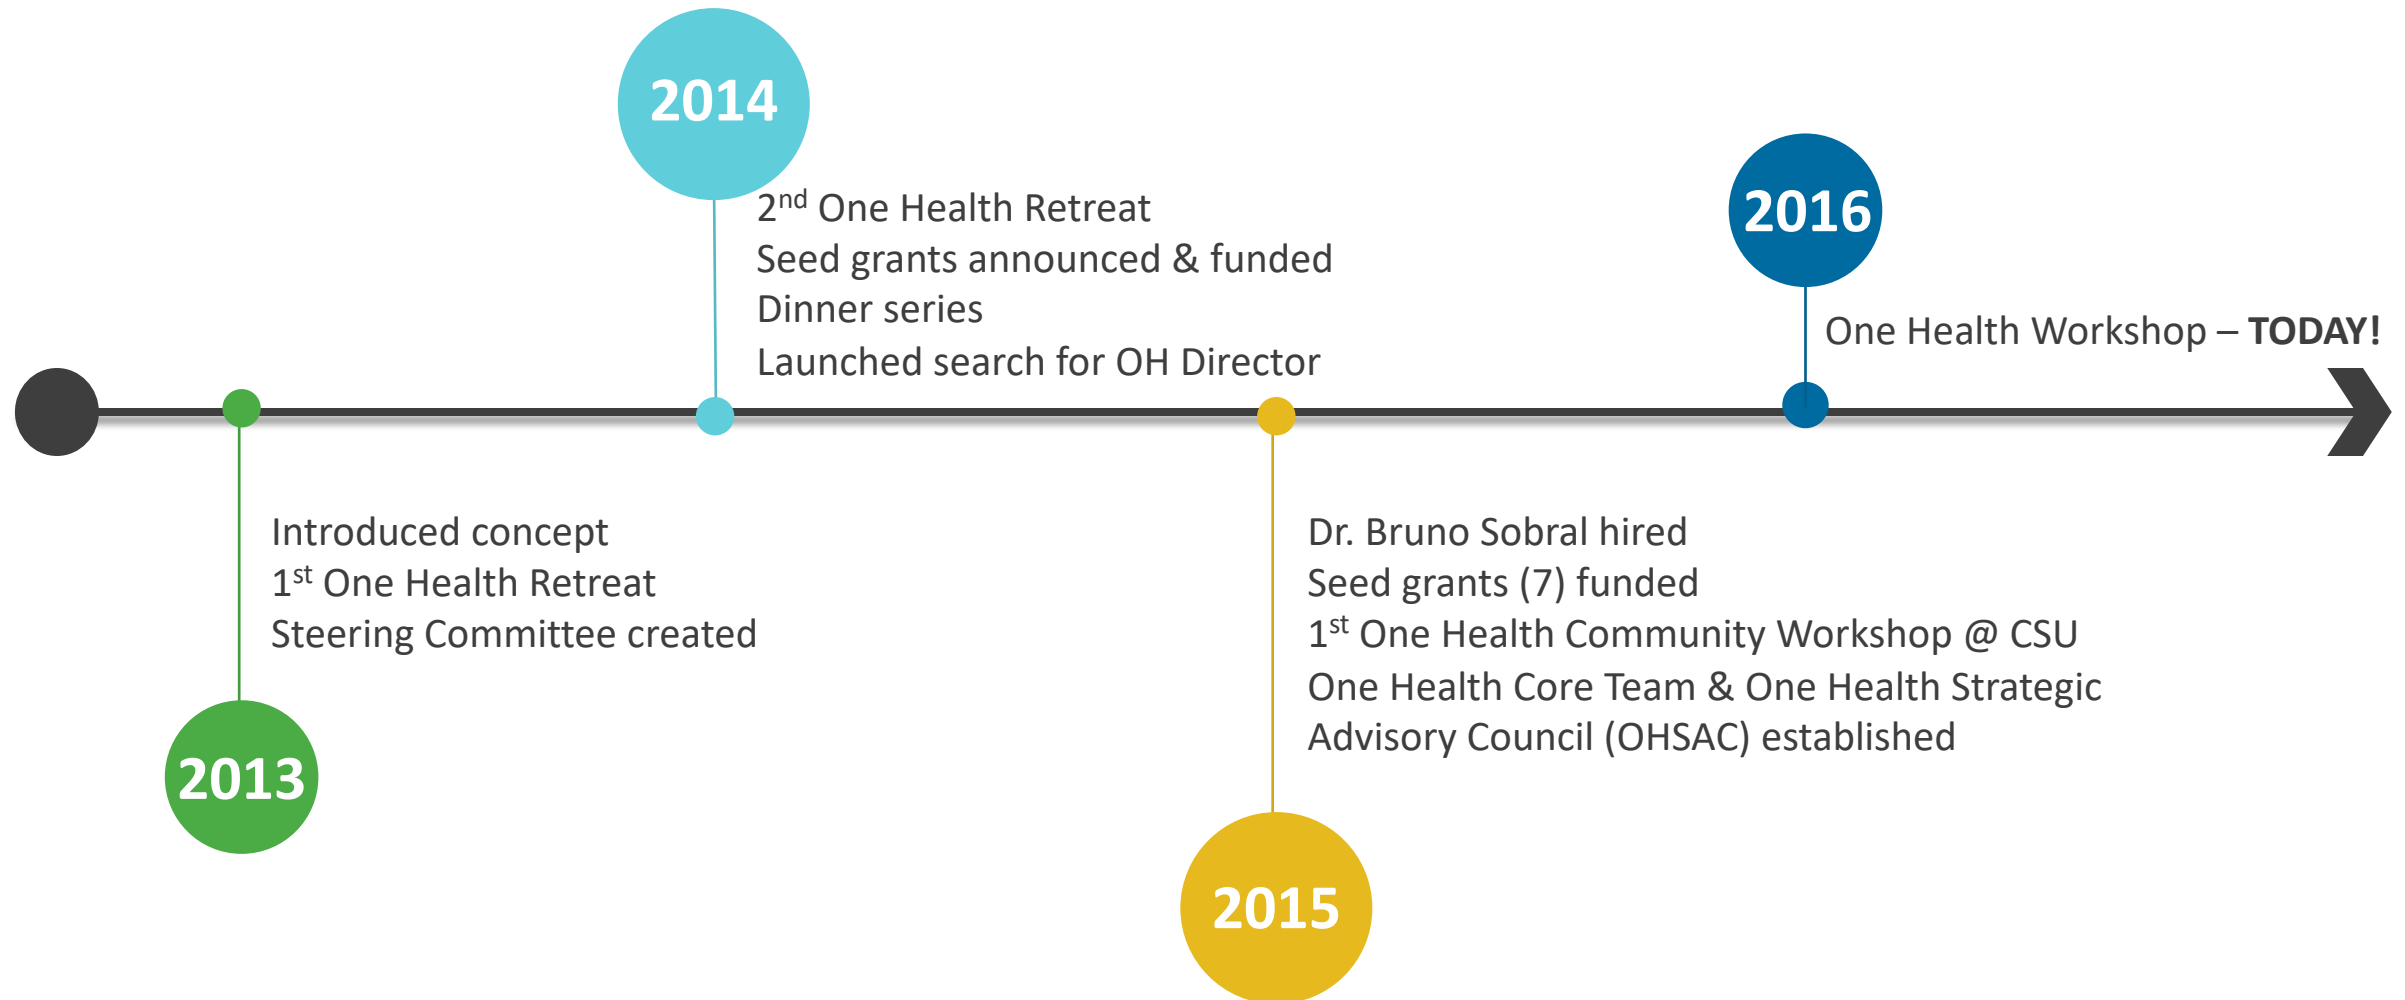 2014
2nd One Health Retreat
Seed grants announced & funded
Dinner series
Launched search for OH Director
2016
One Health Workshop – TODAY!
Introduced concept
1st One Health Retreat
Steering Committee created
2013
Dr. Bruno Sobral hired
Seed grants (7) funded
1st One Health Community Workshop @ CSU
One Health Core Team & One Health Strategic
Advisory Council (OHSAC) established
2015